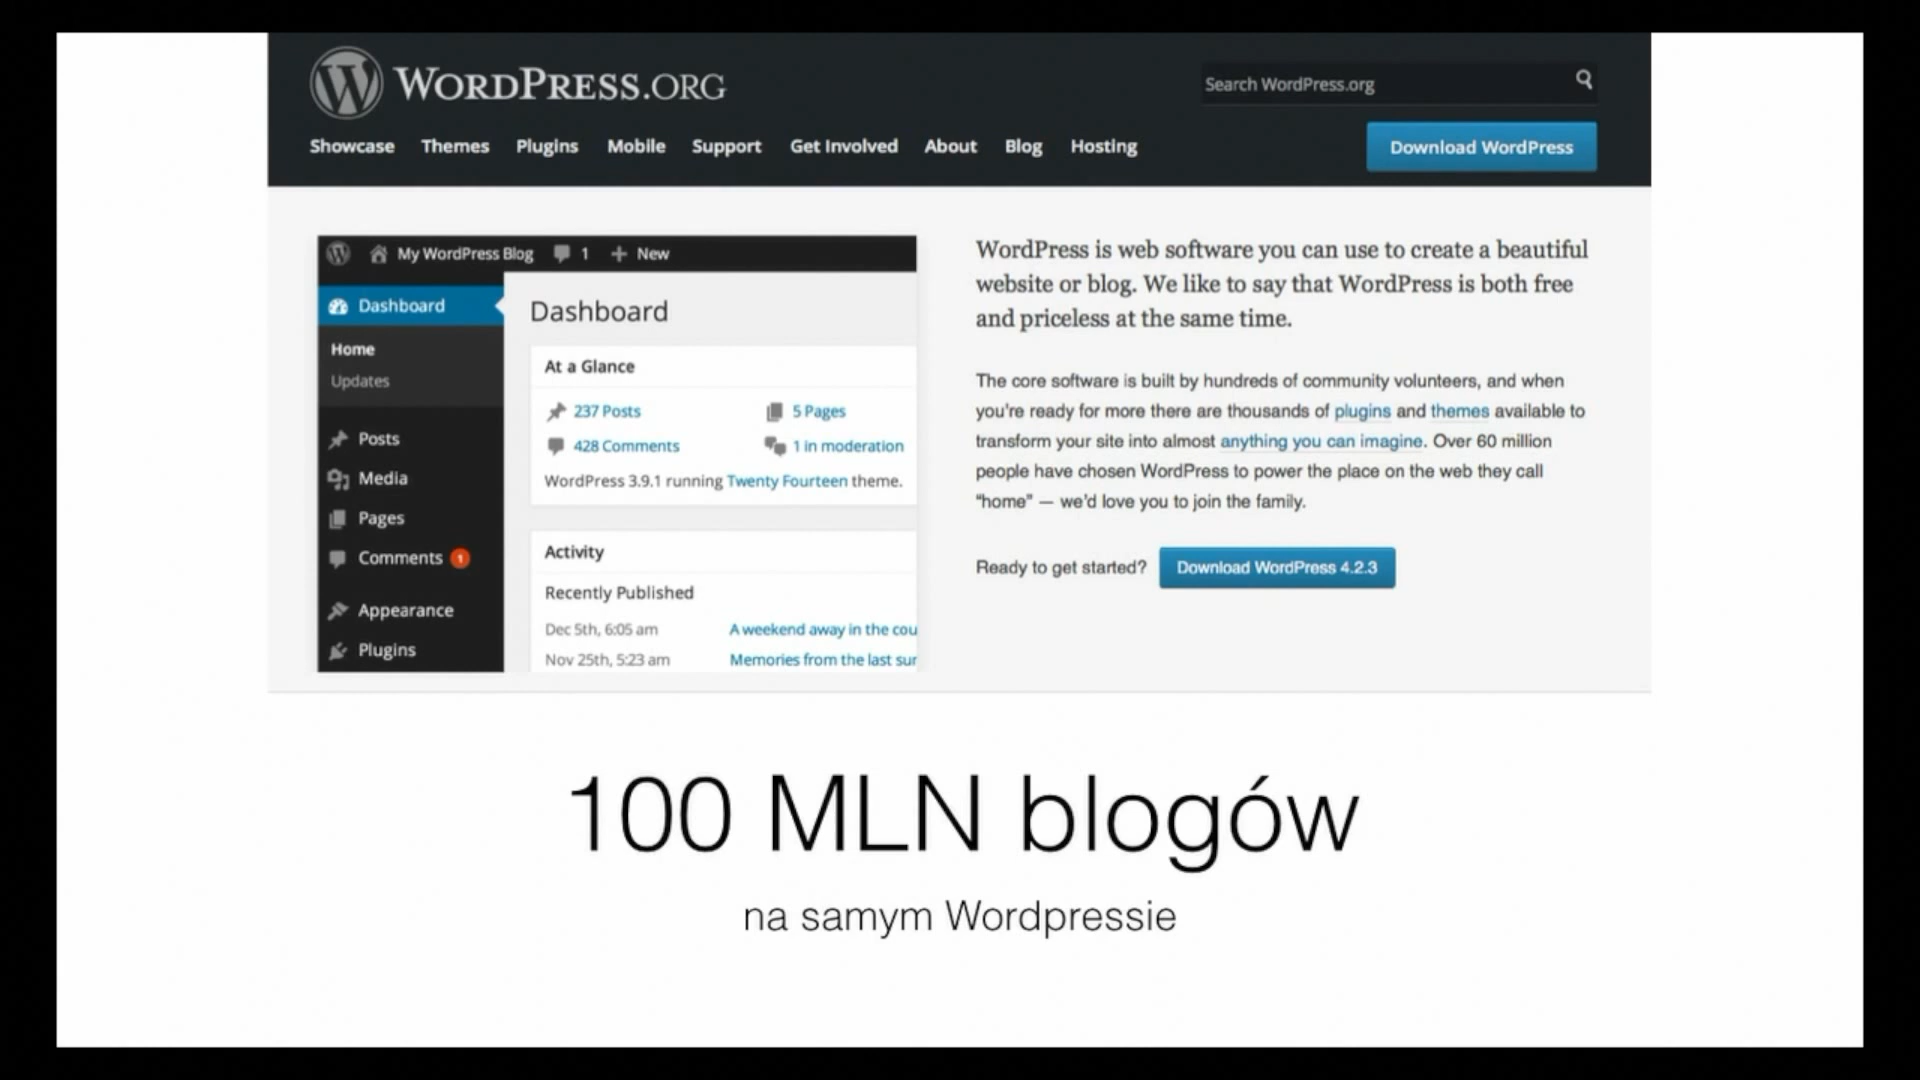 WORDPRESS.ORG
Search WordPress.org
Showcase Themes Plugins Mobile Support Get Involved About Blog Hosting
Download WordPress
My WordPress Blog 1 + New
Dashboard
Home
Updates
Posts
Media
Pages
Comments 1
Appearance
Plugins
Dashboard
At a Glance
237 Posts 5 Pages
428 Comments 1 in moderation
WordPress 3.9.1 running Twenty Fourteen theme.
Activity
Recently Published
Dec 5th, 6:05 am A weekend away in the cou
Nov 25th, 5:23 am Memories from the last sur
WordPress is web software you can use to create a beautiful
website or blog. We like to say that WordPress is both free
and priceless at the same time.
The core software is built by hundreds of community volunteers, and when
you're ready for more there are thousands of plugins and themes available to
transform your site into almost anything you can imagine. Over 60 million
people have chosen WordPress to power the place on the web they call
“home” — we'd love you to join the family.
Ready to get started? Download WordPress 4.2.3
100 MLN blogów
na samym Wordpressie